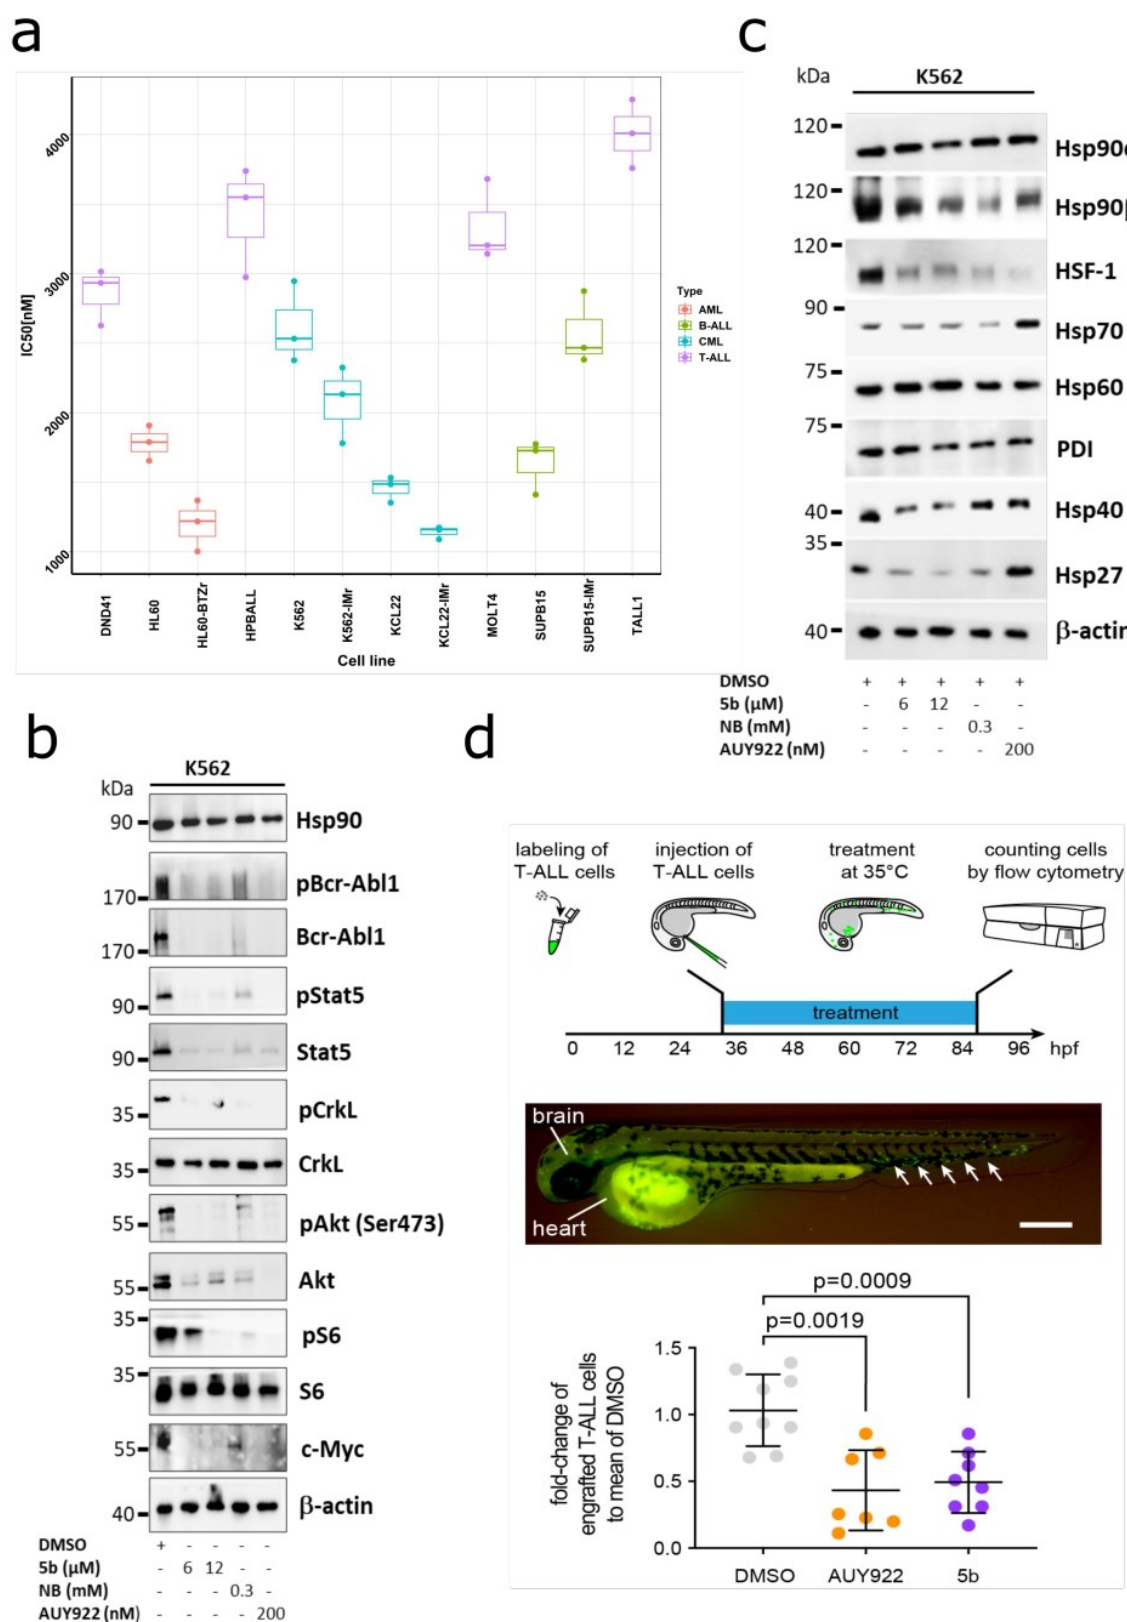 a
4000
3000
2000
1000
IC50[nM]
DND41
HL60
HL60-BTZr
HPBALL
K562
K562-IMr
KCL22
KCL22-IMr
MOLT4
SUPB15
SUPB15-IMr
TALL1
Cell line
Type
AML
B-ALL
CML
T-ALL
c
kDa
K562
120
120
Hsp90β
120
HSF-1
90
Hsp70
75
Hsp60
75
PDI
40
Hsp40
35
Hsp27
40
β-actin
DMSO + + + + +
5b (µM) - 6 12 - -
NB (mM) - - - 0.3 -
AUY922 (nM) - - - - 200
b
K562
kDa
90 Hsp90
170 pBcr-Abl1
170 Bcr-Abl1
90 pStat5
90 Stat5
35 pCrkL
35 CrkL
55 pAkt (Ser473)
55 Akt
35 pS6
35 S6
55 c-Myc
40 β-actin
DMSO + - - - -
5b (µM) - 6 12 - -
NB (mM) - - - 0.3 -
AUY922 (nM) - - - - 200
d
labeling of
T-ALL cells
injection of
T-ALL cells
treatment
at 35°C
counting cells
by flow cytometry
treatment
0 12 24 36 48 60 72 84 96 hpf
brain
heart
p=0.0009
p=0.0019
fold-change of
engrafted T-ALL cells
to mean of DMSO
1.5
1.0
0.5
0.0
DMSO AUY922 5b